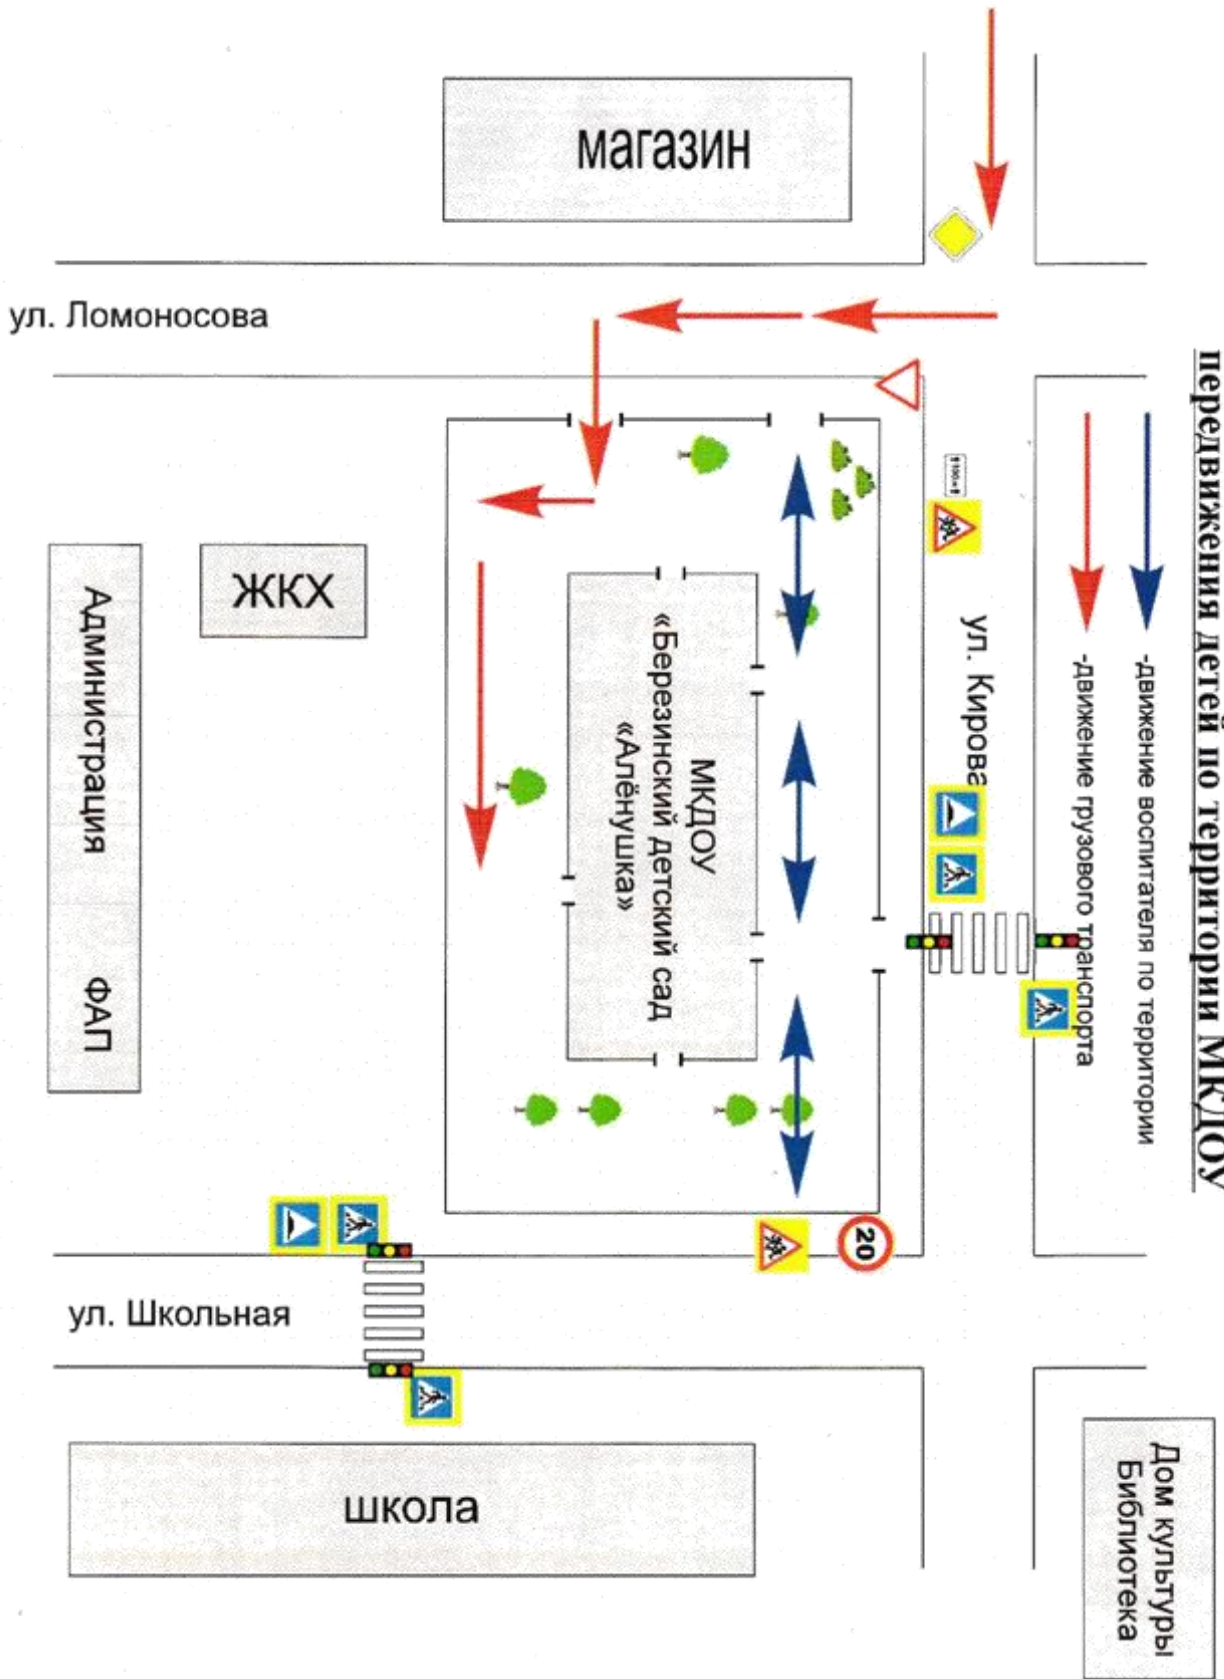 передвижения детей по территории МКДОУ
-движение воспитателя по территории
-движение грузового транспорта
магазин
ул. Ломоносова
ул. Кирова
ЖКХ
Администрация ФАП
МКДОУ
«Березинский детский сад
«Алёнушка»
20
ул. Школьная
школа
Дом культуры
Библиотека